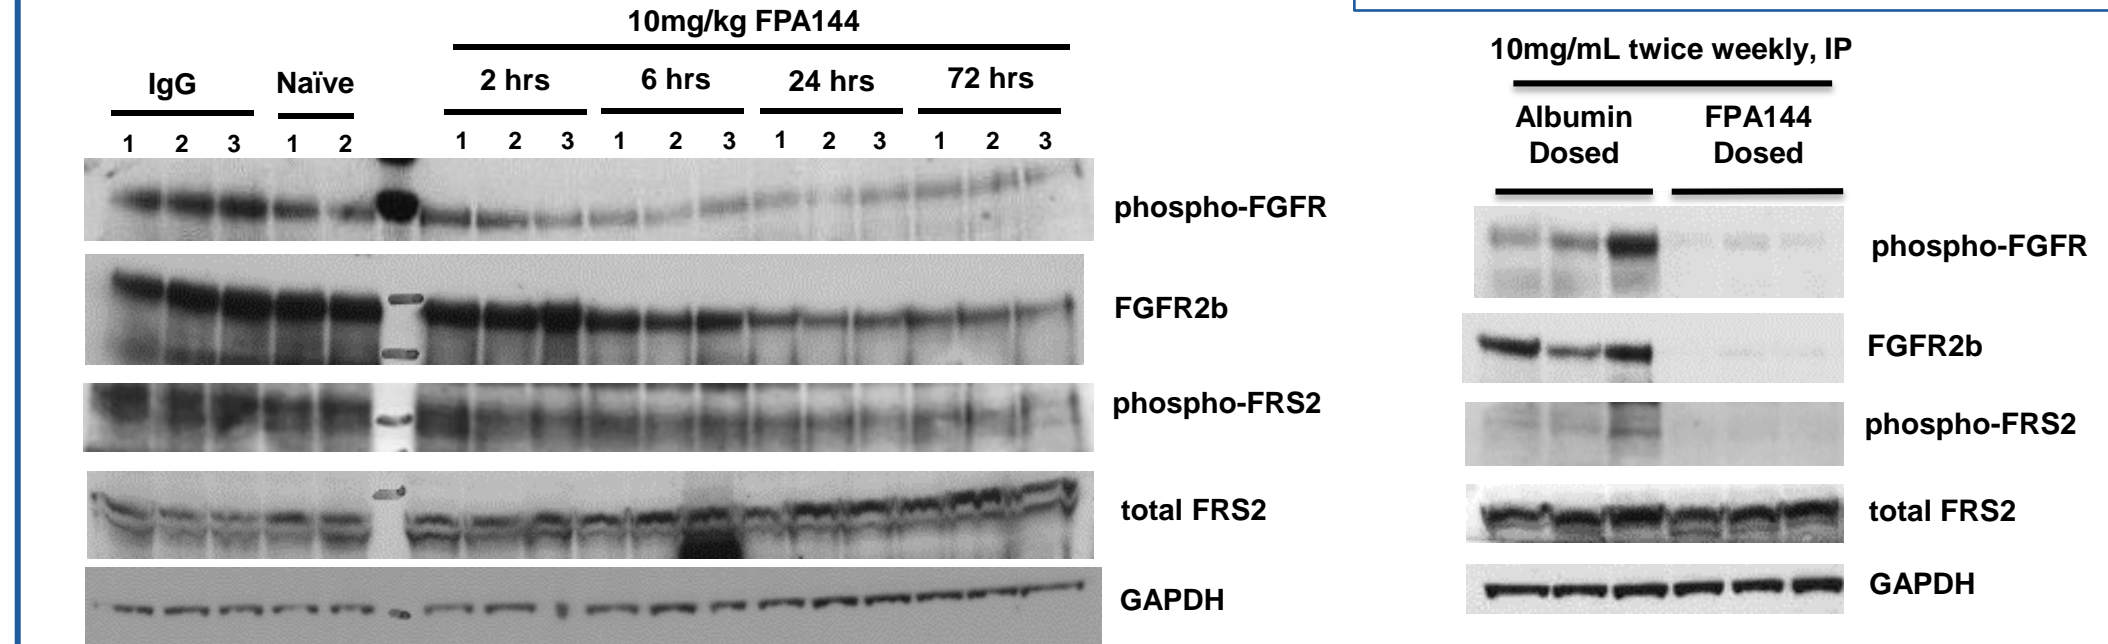 10mg/kg FPA144
IgG Naïve 2 hrs 6 hrs 24 hrs 72 hrs
1 2 3 1 2 1 2 3 1 2 3 1 2 3 1 2 3
phospho-FGFR
FGFR2b
phospho-FRS2
total FRS2
GAPDH
10mg/mL twice weekly, IP
Albumin Dosed
FPA144 Dosed
phospho-FGFR
FGFR2b
phospho-FRS2
total FRS2
GAPDH